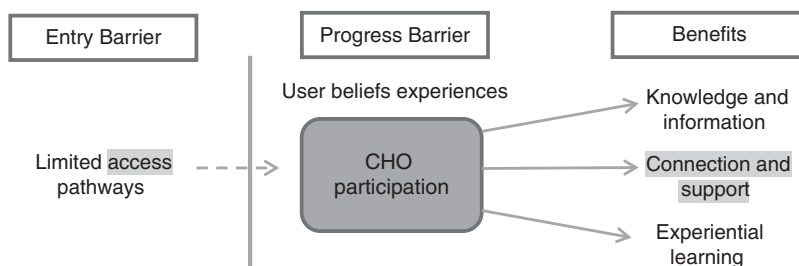 Entry Barrier
Progress Barrier
Benefits
User beliefs experiences
Limited access
pathways
CHO
participation
Knowledge and
information
Connection and
support
Experiential
learning